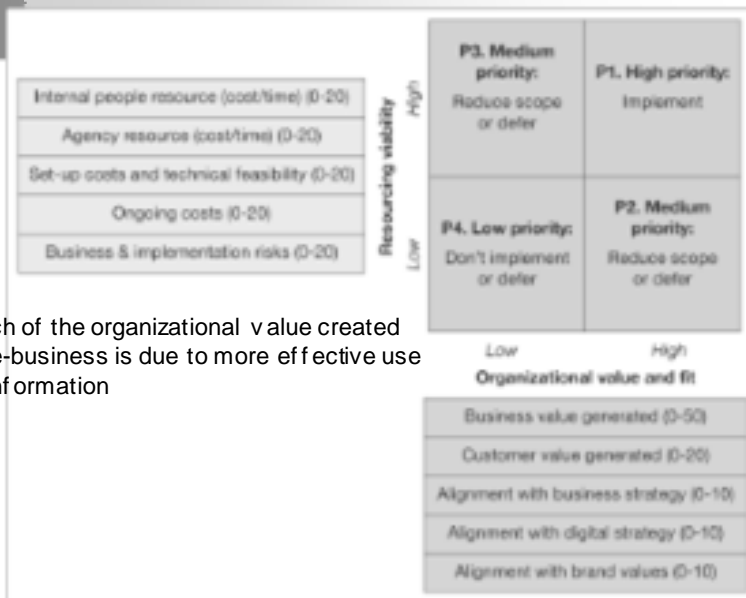 Internal people resource (cost/time) (0-20)
Agency resource (cost/time) (0-20)
Set-up costs and technical feasibility (0-20)
Ongoing costs (0-20)
Business & implementation risks (0-20)
Resourcing viability
High
Low
P3. Medium
priority:
Reduce scope
or defer
P1. High priority:
Implement
P4. Low priority:
Don't implement
or defer
P2. Medium
priority:
Reduce scope
or defer
ch of the organizational value created
e-business is due to more effective use
nformation
Low
High
Organizational value and fit
Business value generated (0-50)
Customer value generated (0-20)
Alignment with business strategy (0-10)
Alignment with digital strategy (0-10)
Alignment with brand values (0-10)